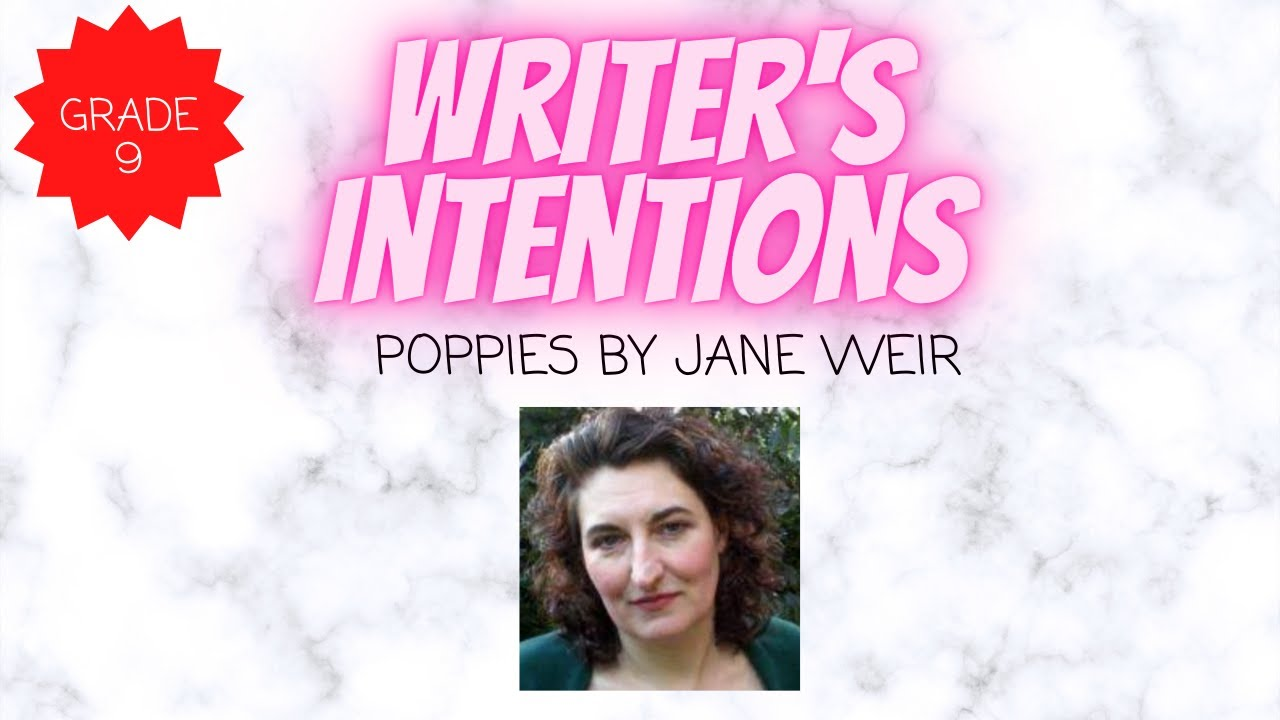 GRADE
9
WRITER'S
INTENTIONS
POPPIES BY JANE WEIR